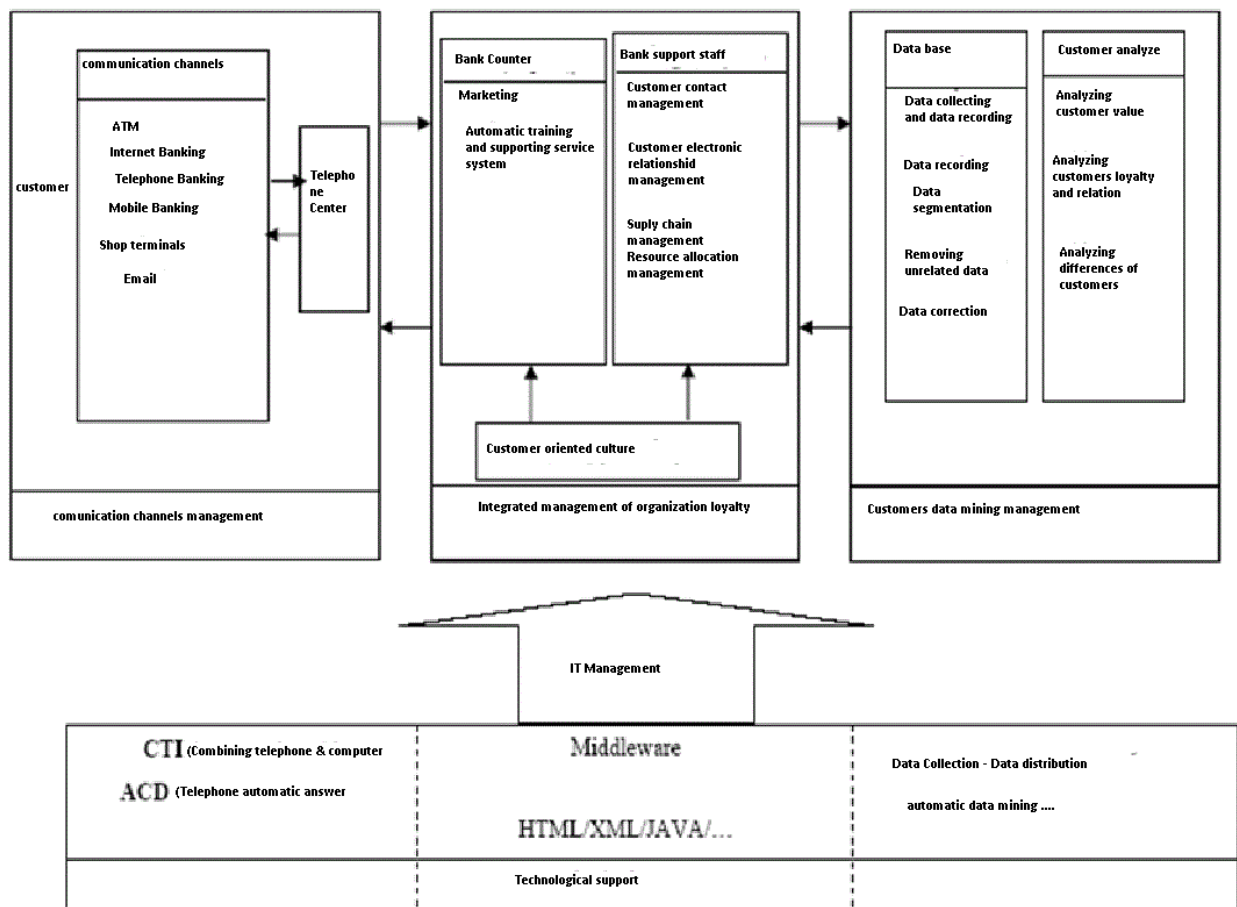 communication channels
ATM
Internet Banking
Telephone Banking
Mobile Banking
Shop terminals
Email
customer
Telepho
ne
Center
comunication channels management
Bank Counter
Marketing
Automatic training
and supporting service
system
Bank support staff
Customer contact
management
Customer electronic
relationshid
management
Suply chain
management
Resource allocation
management
Customer oriented culture
Integrated management of organization loyalty
Data base
Data collecting
and data recording
Data recording
Data
segmentation
Removing
unrelated data
Data correction
Customer analyze
Analyzing
customer value
Analyzing
customers loyalty
and relation
Analyzing
differences of
customers
Customers data mining management
IT Management
CTI (Combining telephone & computer
ACD (Telephone automatic answer
Middleware
HTML/XML/JAVA/...
Data Collection - Data distribution
automatic data mining ....
Technological support